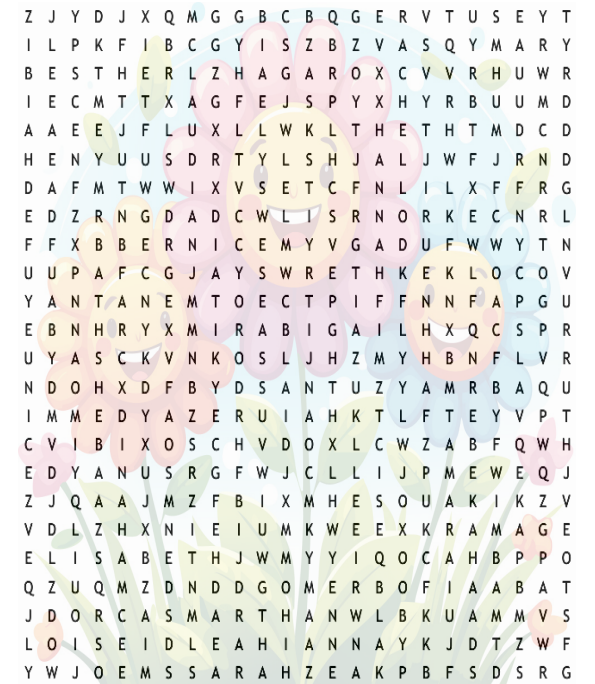 Z J Y D J X Q M G G B C B Q G E R V T U S E Y T
I L P K F I B C G Y I S Z B Z V A S Q Y M A R Y
B E S T H E R L Z H A G A R O X C V V R H U W R
I E C M T T X A G F E J S P Y X H Y R B U U M D
A A E E J F L U X L L W K L T H E T H T M D C D
H E N Y U U S D R T Y L S H J A L J W F J R N D
D A F M T W W I X V S E T C F N L I L X F F R G
E D Z R N G D A D C W L I S R N O R K E C N R L
F F X B B E R N I C E M Y V G A D U F W W Y T N
U U P A F C G J A Y S W R E T H K E K L O C O V
Y A N T A N E M T O E C T P I F F N N F A P G U
E B N H R Y X M I R A B I G A I L H X Q C S P R
U Y A S C K V N K O S L J H Z M Y H B N F L V R
N D O H X D F B Y D S A N T U Z Y A M R B A Q U
I M M E D Y A Z E R U I A H K T L F T E Y V P T
C V I B I X O S C H V D O X L C W Z A B F Q W H
E D Y A N U S R G F W J C L L I J P M E W E Q J
Z J Q A A J M Z F B I X M H E S O U A K I K Z V
V D L Z H X N I E I U M K W E E X K R A M A G E
E L I S A B E T H J W M Y Y I Q O C A H B P P O
Q Z U Q M Z D N D D G O M E R B O F I A A B A T
J D O R C A S M A R T H A N W L B K U A M M V S
L O I S E I D L E A H I A N N A Y K J D T Z W F
Y W J O E M S S A R A H Z E A K P B F S D S R G